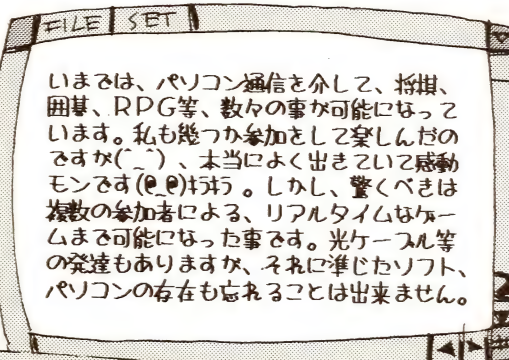 FILE SET
いまでは、パソコン通信を介して、将棋、
囲碁、RPG等、数々の事が可能になって
います。私も幾つか参加をして楽しんだの
ですが(^_^)、本当によく出きていて感動
モンです(@_@)ｷﾗｷﾗ。しかし、驚くべきは
複数の参加者による、リアルタイムなゲー
ムまで可能になった事です。光ケーブル等
の発達もありますが、それに準じたソフト、
パソコンの存在も忘れることは出来ません。